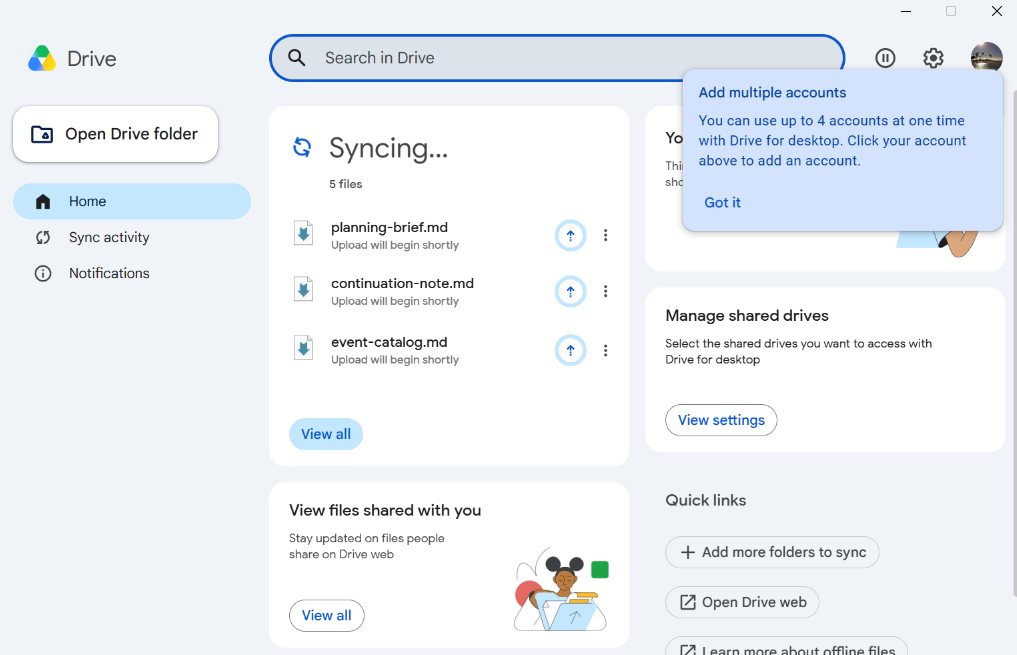 Drive
Search in Drive
Open Drive folder
Home
Sync activity
Notifications
Syncing...
5 files
planning-brief.md
Upload will begin shortly
continuation-note.md
Upload will begin shortly
event-catalog.md
Upload will begin shortly
View all
View files shared with you
Stay updated on files people
share on Drive web
View all
Add multiple accounts
You can use up to 4 accounts at one time
with Drive for desktop. Click your account
above to add an account.
Got it
Manage shared drives
Select the shared drives you want to access with
Drive for desktop
View settings
Quick links
Add more folders to sync
Open Drive web
Learn more about offline files